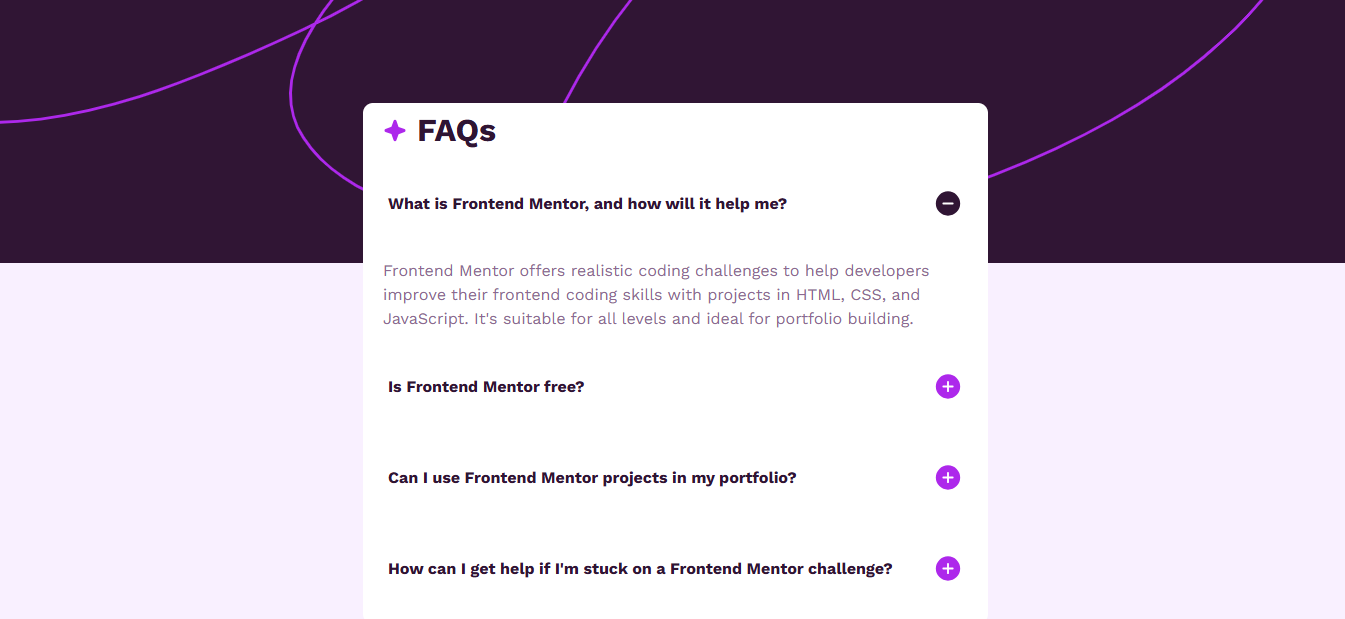 FAQs
What is Frontend Mentor, and how will it help me?
Frontend Mentor offers realistic coding challenges to help developers
improve their frontend coding skills with projects in HTML, CSS, and
JavaScript. It's suitable for all levels and ideal for portfolio building.
Is Frontend Mentor free?
Can I use Frontend Mentor projects in my portfolio?
How can I get help if I'm stuck on a Frontend Mentor challenge?